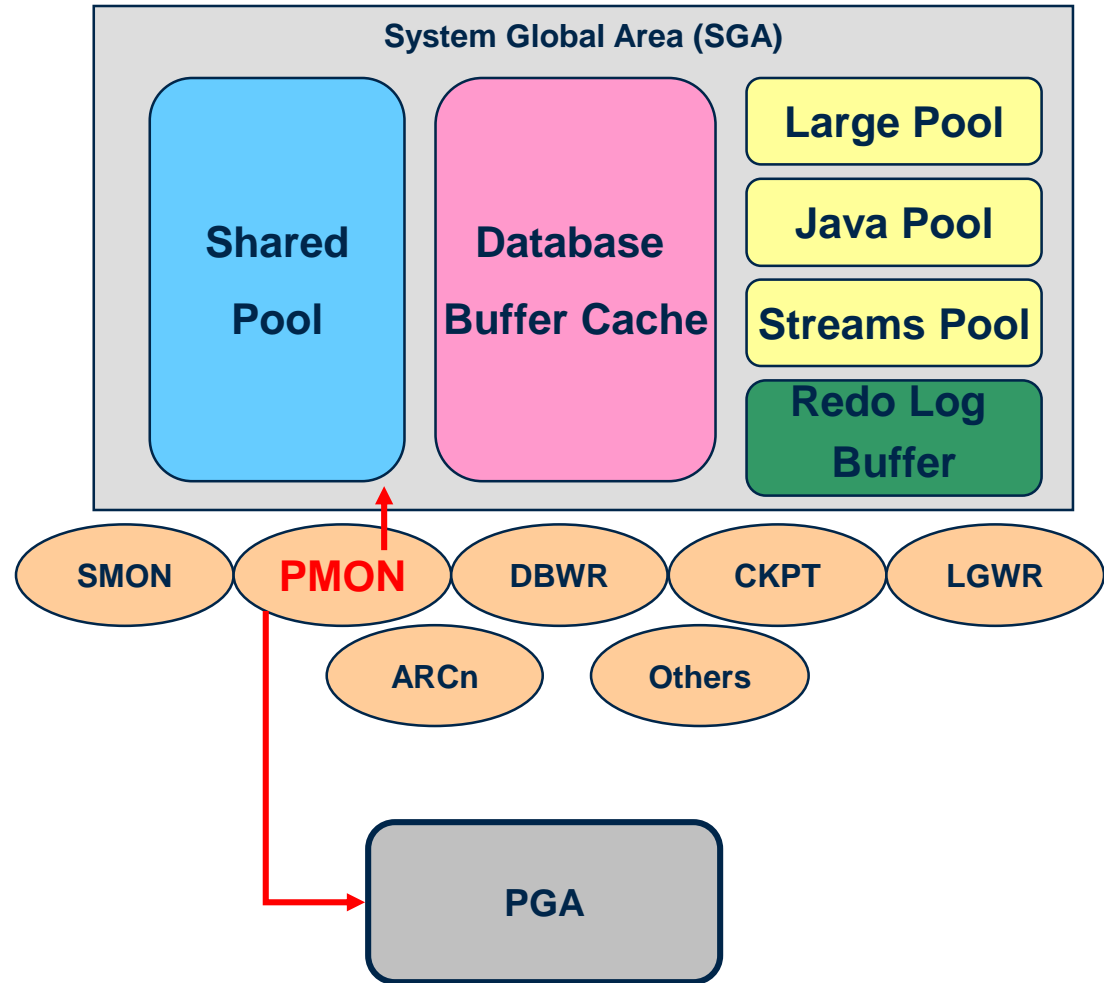 System Global Area (SGA)
Shared
Pool
Database
Buffer Cache
Large Pool
Java Pool
Streams Pool
Redo Log
Buffer
SMON
PMON
DBWR
CKPT
LGWR
ARCn
Others
PGA